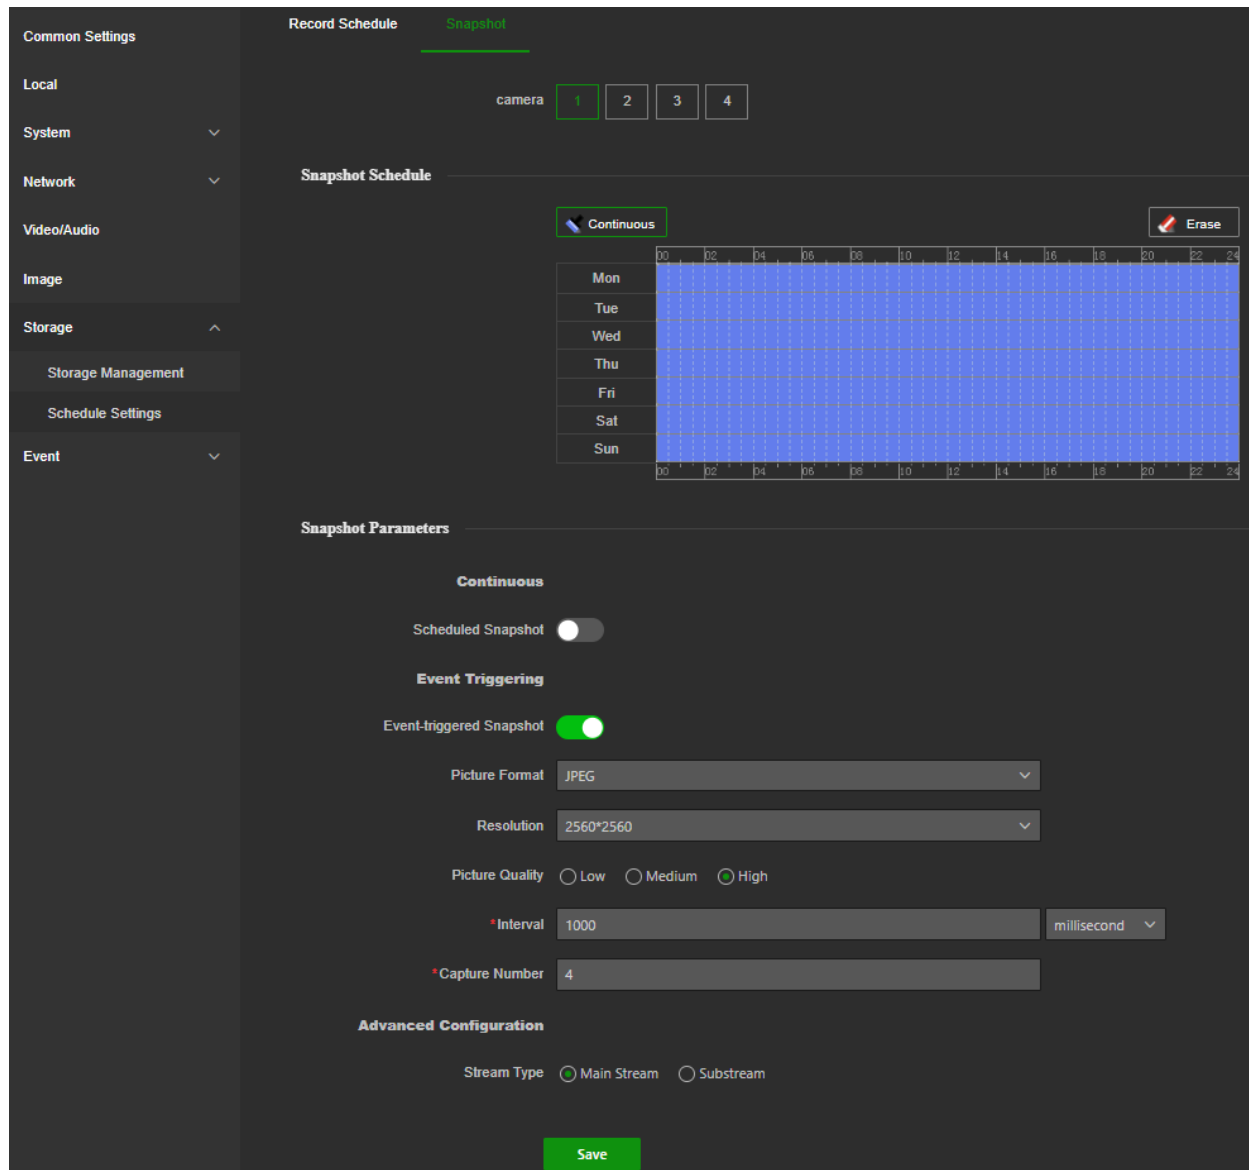 Common Settings
Local
System
Network
Video/Audio
Image
Storage
Storage Management
Schedule Settings
Event
Record Schedule Snapshot
camera 1 2 3 4
Snapshot Schedule
Continuous Erase
00 02 04 06 08 10 12 14 16 18 20 22 24
Mon
Tue
Wed
Thu
Fri
Sat
Sun
00 02 04 06 08 10 12 14 16 18 20 22 24
Snapshot Parameters
Continuous
Scheduled Snapshot
Event Triggering
Event-triggered Snapshot
Picture Format JPEG
Resolution 2560*2560
Picture Quality Low Medium High
*Interval 1000 millisecond
*Capture Number 4
Advanced Configuration
Stream Type Main Stream Substream
Save